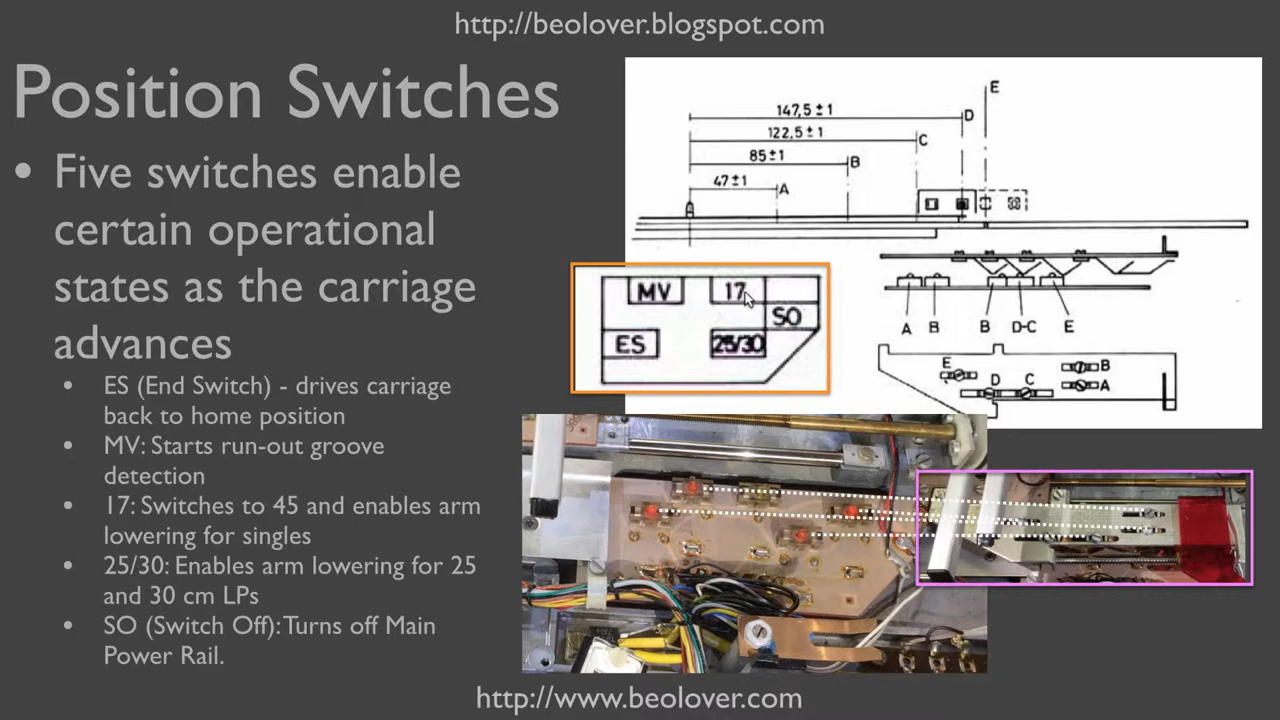 http://beolover.blogspot.com
Position Switches
• Five switches enable
certain operational
states as the carriage
advances
• ES (End Switch) - drives carriage
back to home position
• MV: Starts run-out groove
detection
• 17: Switches to 45 and enables arm
lowering for singles
• 25/30: Enables arm lowering for 25
and 30 cm LPs
• SO (Switch Off): Turns off Main
Power Rail.
E
147,5±1
D
122,5±1
C
85±1
B
47±1
A
A B B D-C E
E
D
C
B
A
MV 17
SO
ES 25/30
http://www.beolover.com